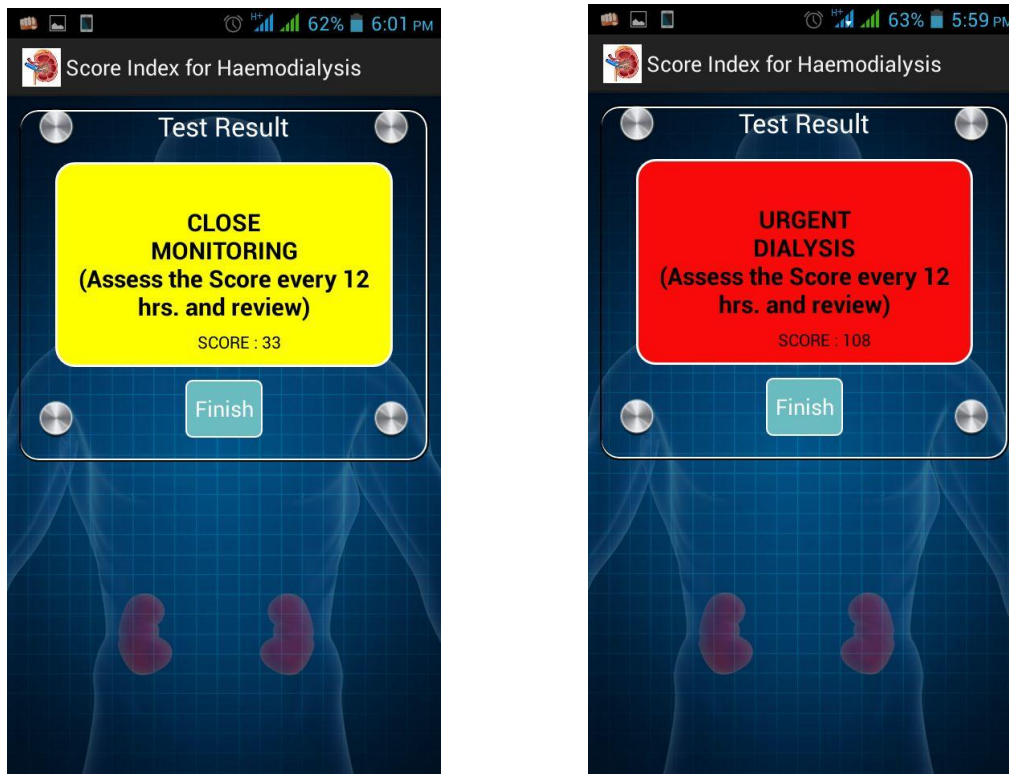 62% 6:01 PM
Score Index for Haemodialysis
Test Result
CLOSE
MONITORING
(Assess the Score every 12
hrs. and review)
SCORE : 33
Finish
63% 5:59 PM
Score Index for Haemodialysis
Test Result
URGENT
DIALYSIS
(Assess the Score every 12
hrs. and review)
SCORE : 108
Finish